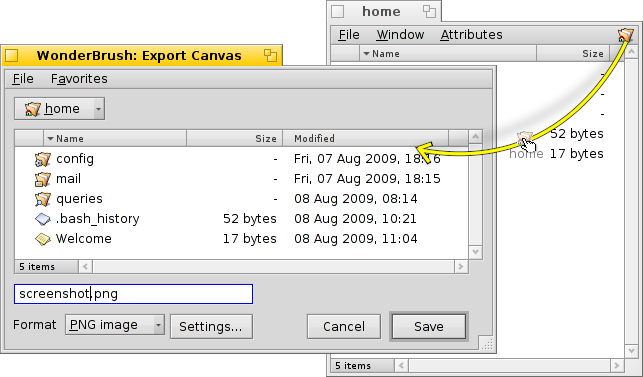 home
File Window Attributes
Name Size
-
-
-
52 bytes
home 17 bytes
5 items
WonderBrush: Export Canvas
File Favorites
home
Name Size Modified
config - Fri, 07 Aug 2009, 18:16
mail - Fri, 07 Aug 2009, 18:15
queries - 08 Aug 2009, 08:14
.bash_history 52 bytes 08 Aug 2009, 10:21
Welcome 17 bytes 08 Aug 2009, 11:04
5 items
screenshot.png
Format PNG image Settings... Cancel Save